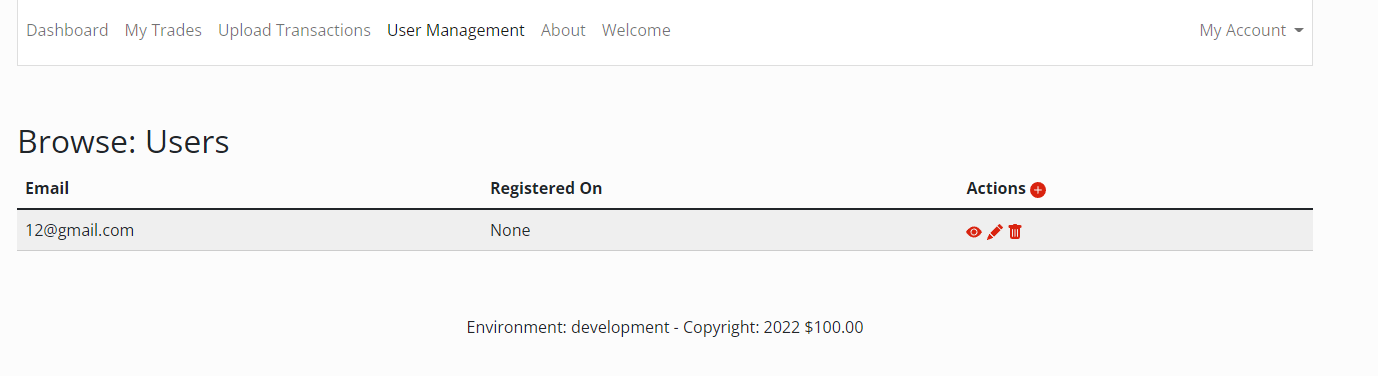 Dashboard My Trades Upload Transactions User Management About Welcome My Account
Browse: Users
Email Registered On Actions
12@gmail.com None
Environment: development - Copyright: 2022 $100.00